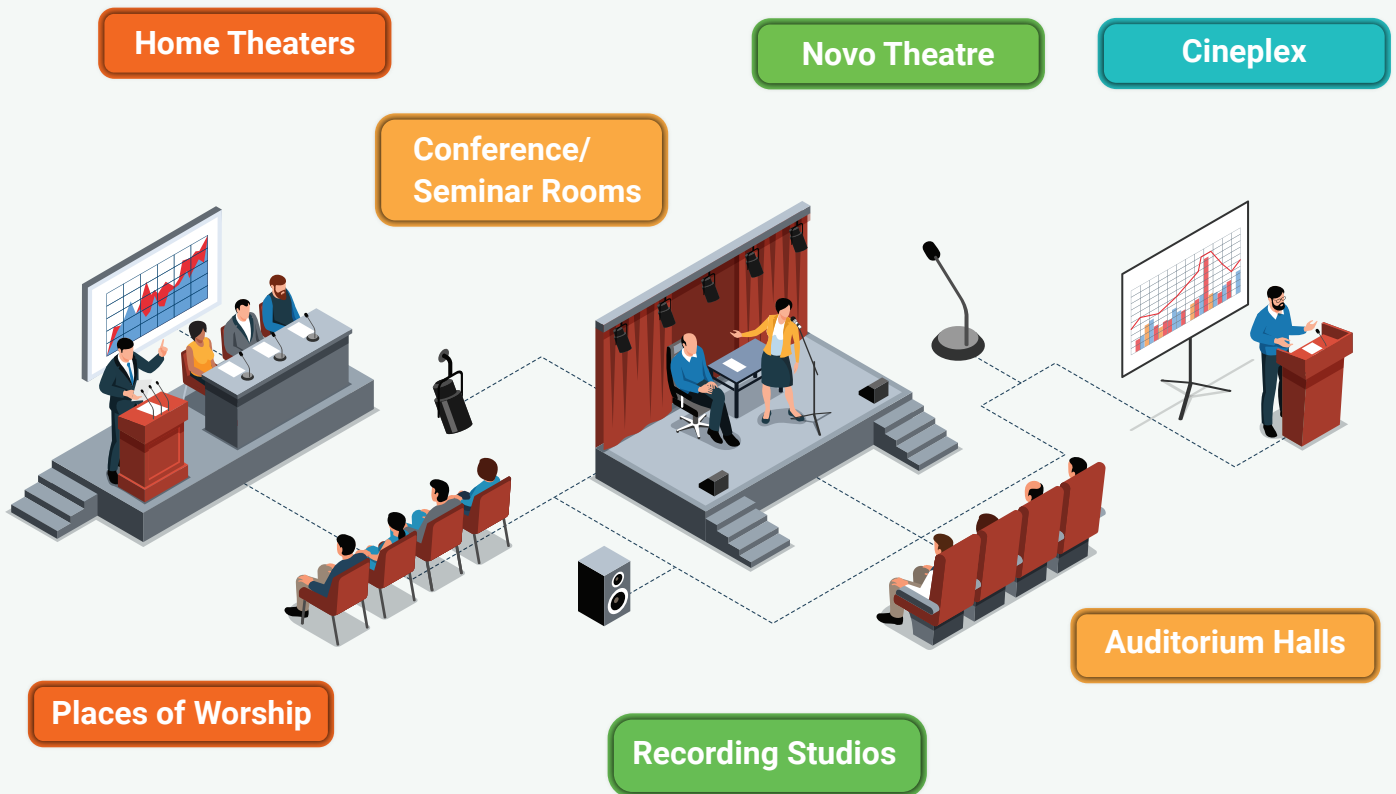 Home Theaters
Novo Theatre
Cineplex
Conference/
Seminar Rooms
Auditorium Halls
Places of Worship
Recording Studios